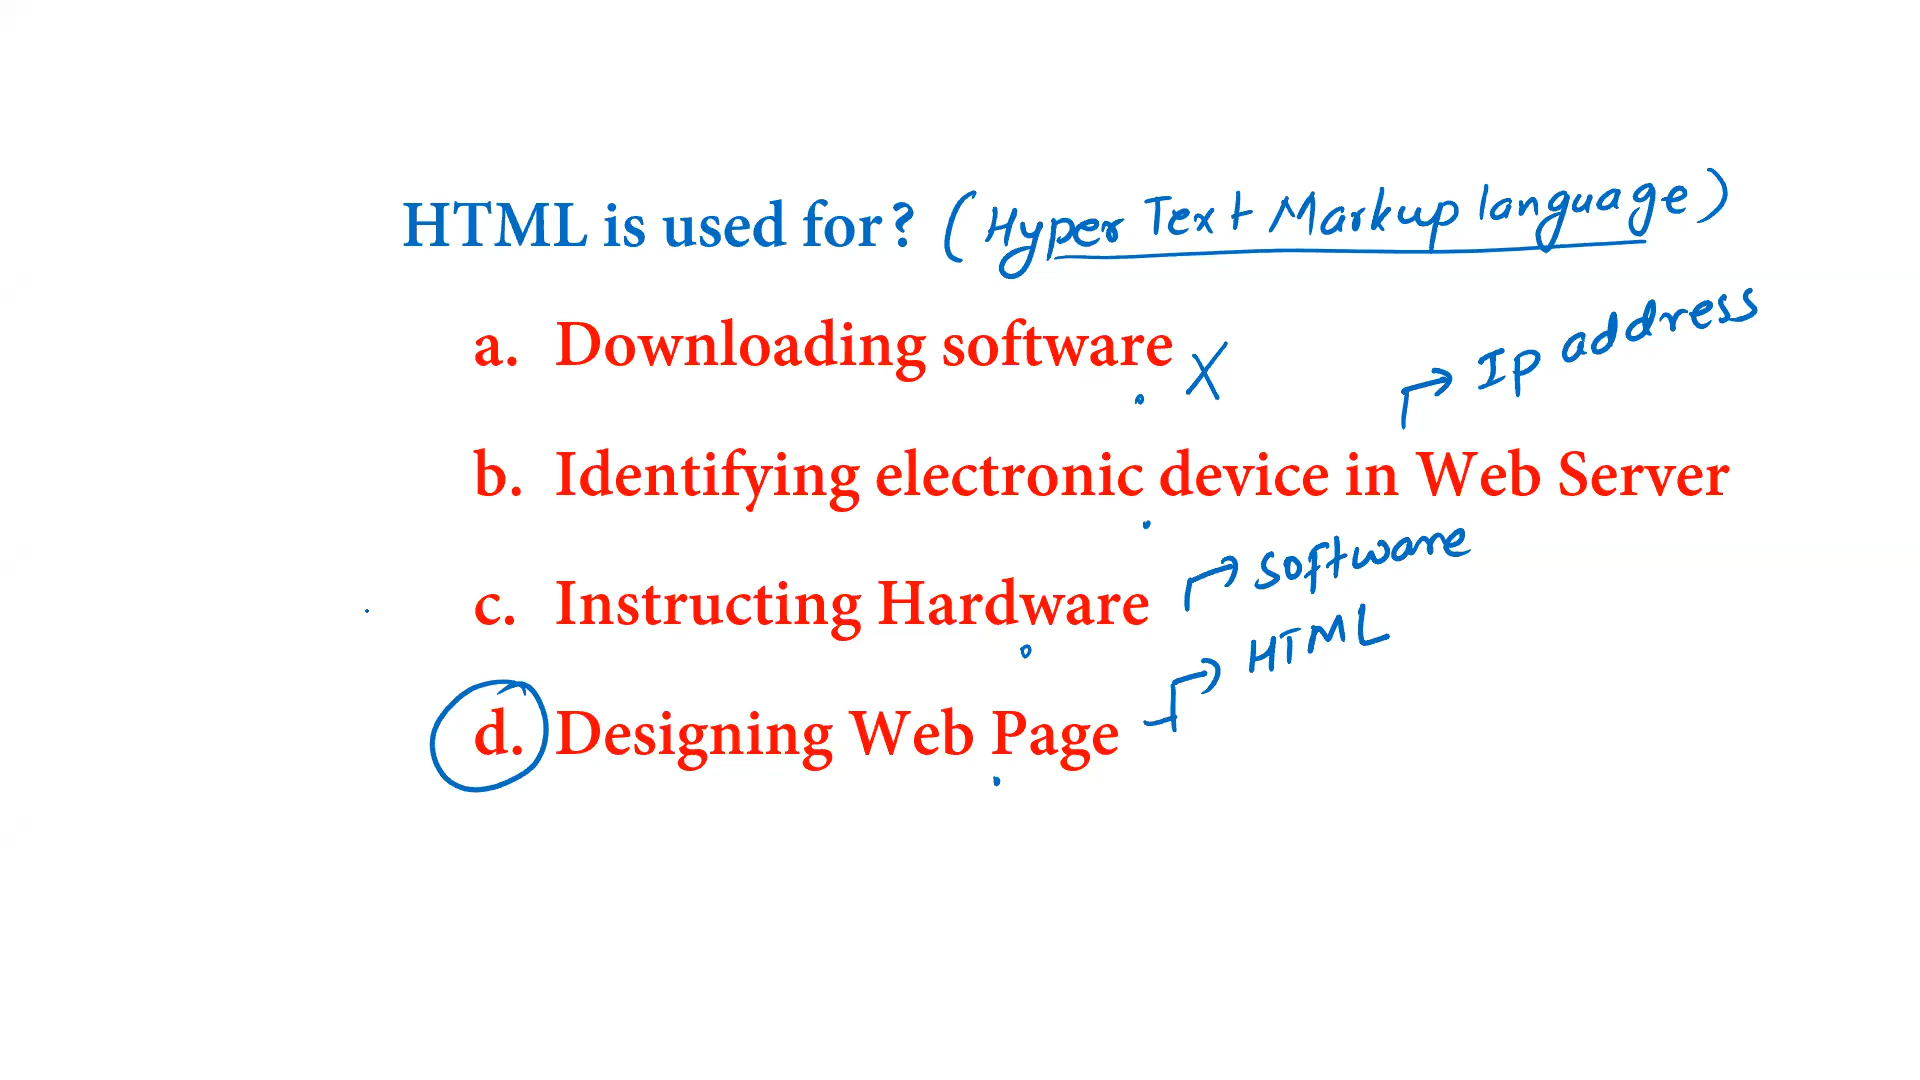 HTML is used for? (Hyper Text Markup language)
a. Downloading software X
Ip address
b. Identifying electronic device in Web Server
software
c. Instructing Hardware
HTML
d. Designing Web Page